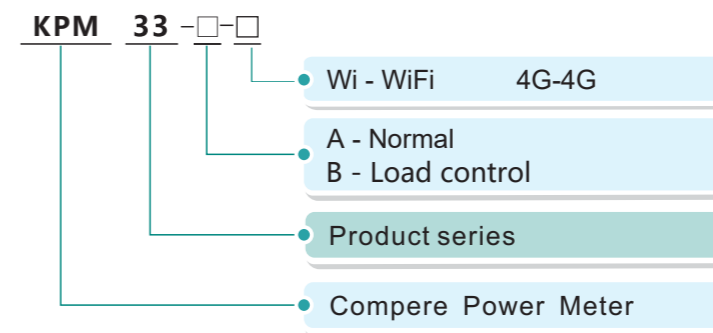 KPM 33 -□-□
Wi - WiFi 4G-4G
A - Normal
B - Load control
Product series
Compere Power Meter